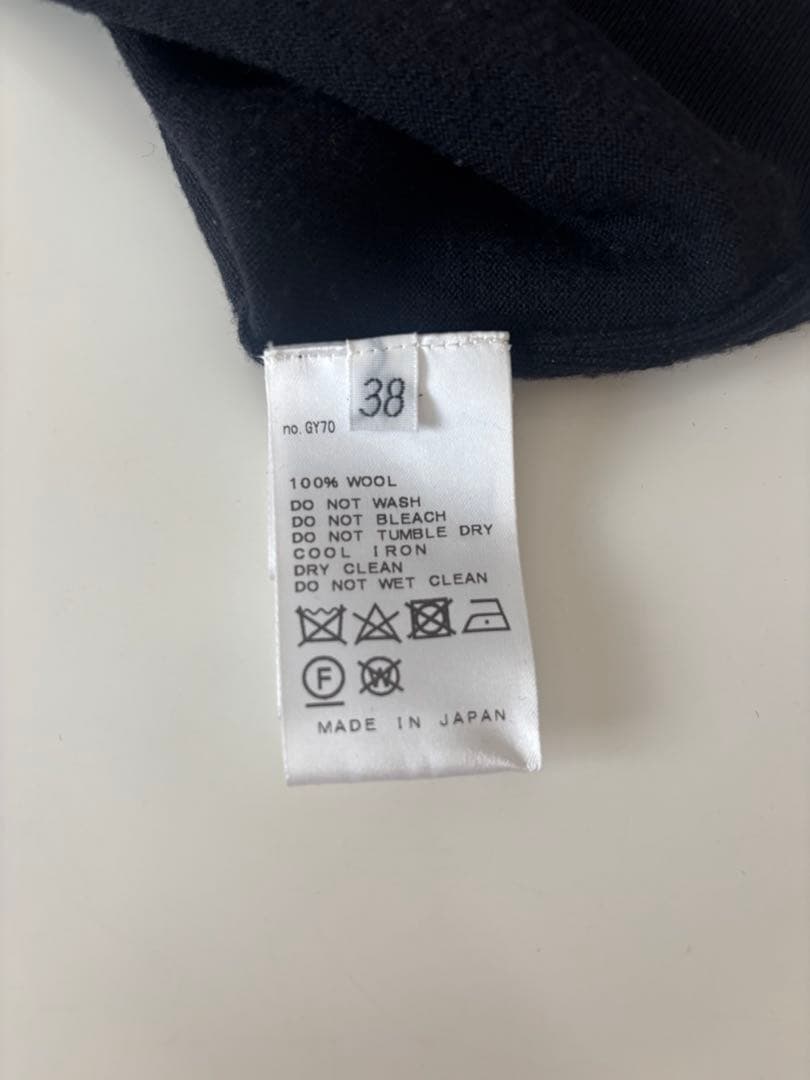 38
no. GY70
100% WOOL
DO NOT WASH
DO NOT BLEACH
DO NOT TUMBLE DRY
COOL IRON
DRY CLEAN
DO NOT WET CLEAN
F W
MADE IN JAPAN